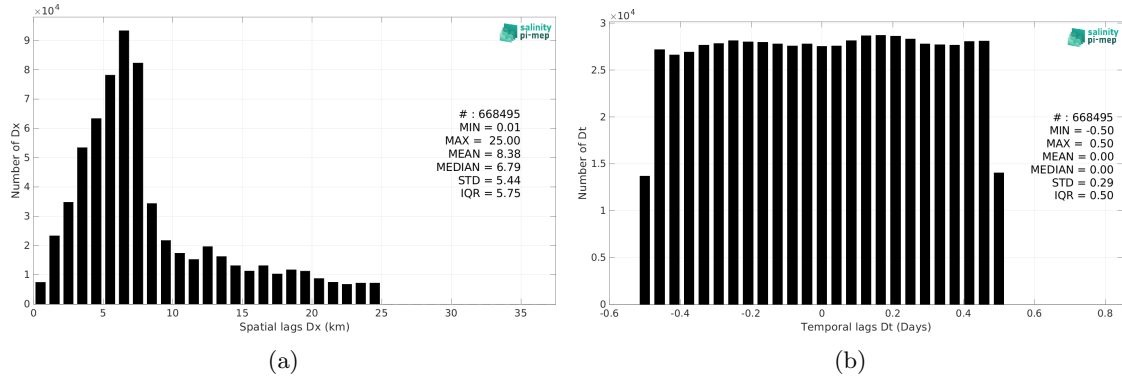 ×10⁴
9
8
7
6
5
4
3
2
1
0
Number of Dx
0 5 10 15 20 25 30 35
Spatial lags Dx (km)
salinity
pi-mep
# : 668495
MIN = 0.01
MAX = 25.00
MEAN = 8.38
MEDIAN = 6.79
STD = 5.44
IQR = 5.75
(a)
3
×10⁴
2.5
2
1.5
1
0.5
0
Number of Dt
-0.6 -0.4 -0.2 0 0.2 0.4 0.6 0.8
Temporal lags Dt (Days)
salinity
pi-mep
# : 668495
MIN = -0.50
MAX = 0.50
MEAN = 0.00
MEDIAN = 0.00
STD = 0.29
IQR = 0.50
(b)